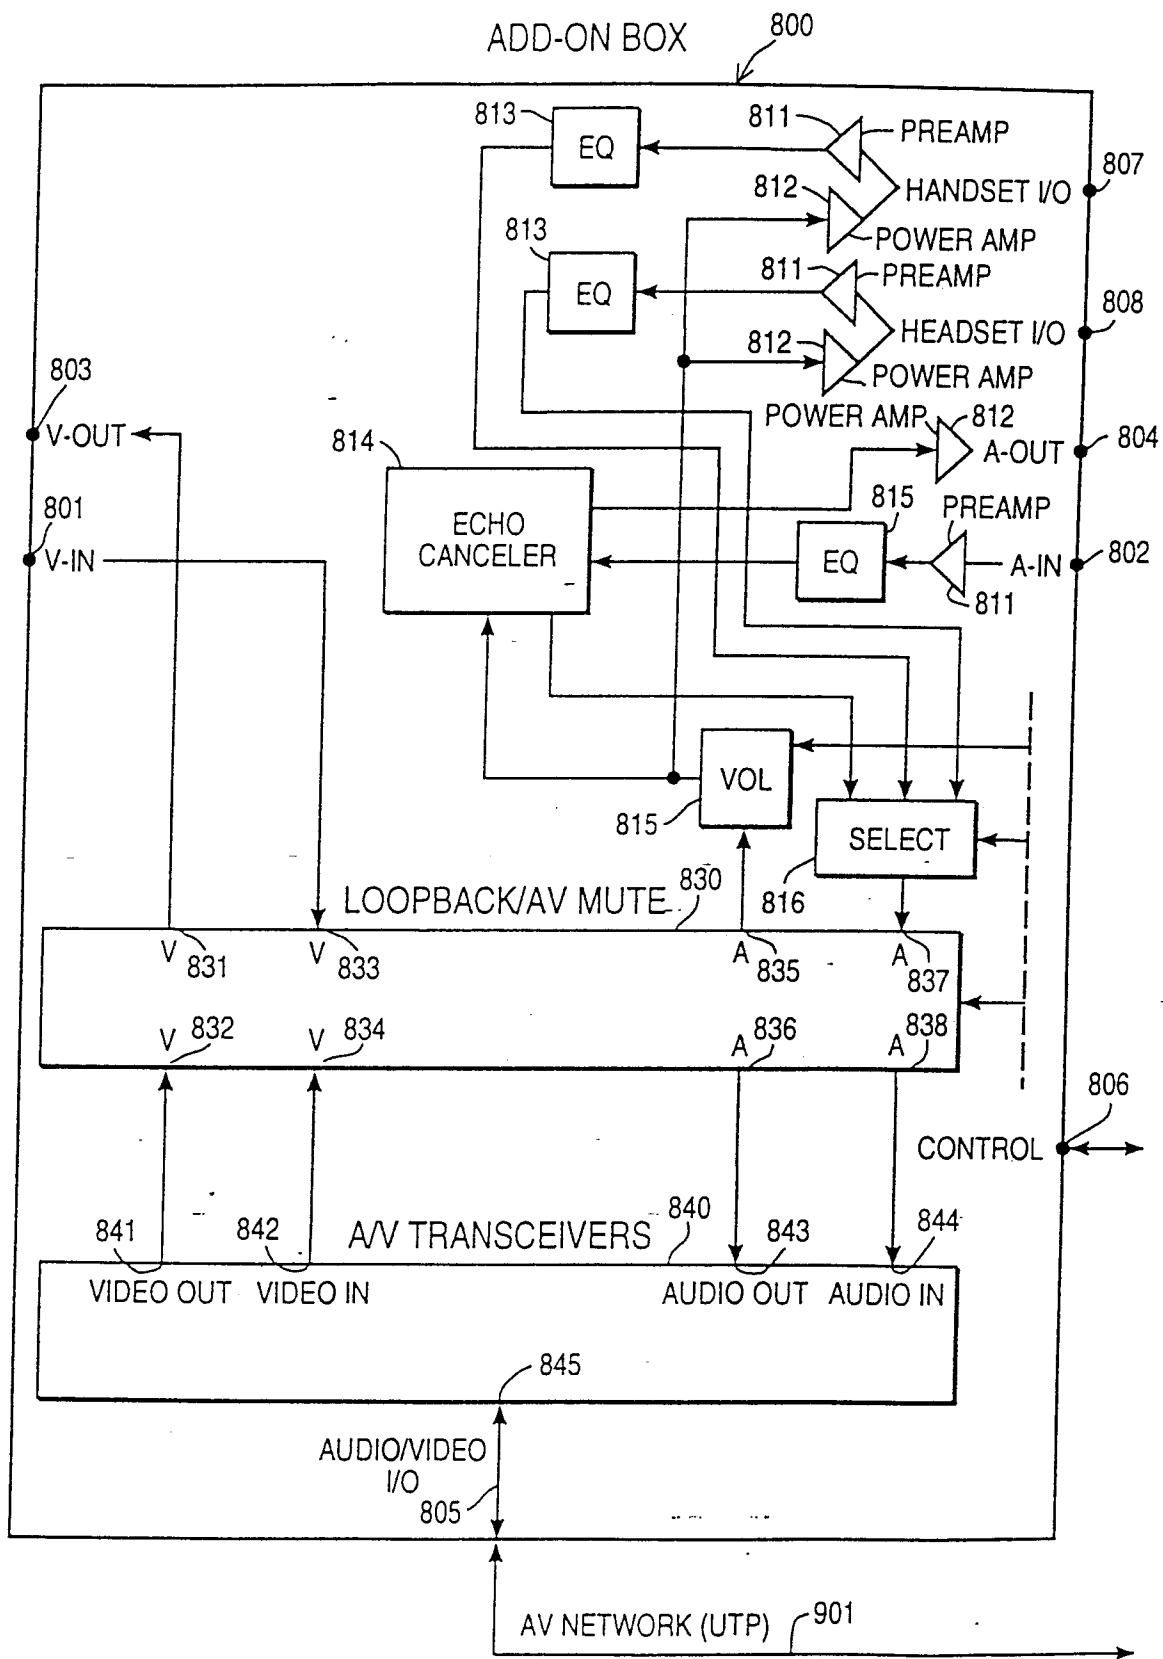 ADD-ON BOX
800
813
EQ
811
PREAMP
807
HANDSET I/O
812
POWER AMP
813
EQ
811
PREAMP
808
HEADSET I/O
812
POWER AMP
POWER AMP
812
A-OUT
804
803
V-OUT
814
ECHO
CANCELER
815
EQ
PREAMP
A-IN
802
811
801
V-IN
VOL
815
SELECT
816
LOOPBACK/AV MUTE
830
V
831
V
833
A
835
A
837
V
832
V
834
A
836
A
838
806
CONTROL
A/V TRANSCEIVERS
840
841
842
843
844
VIDEO OUT
VIDEO IN
AUDIO OUT
AUDIO IN
845
AUDIO/VIDEO
I/O
805
AV NETWORK (UTP)
901